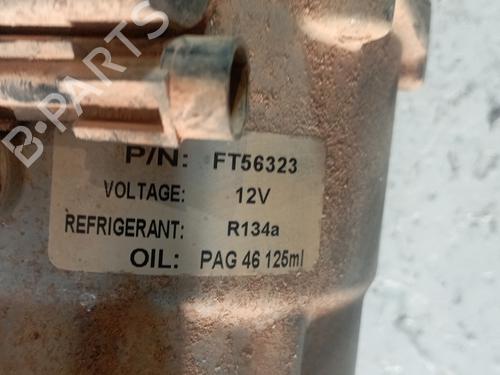 B-PARTS
P/N: FT56323
VOLTAGE: 12V
REFRIGERANT: R134a
OIL: PAG 46 125ml